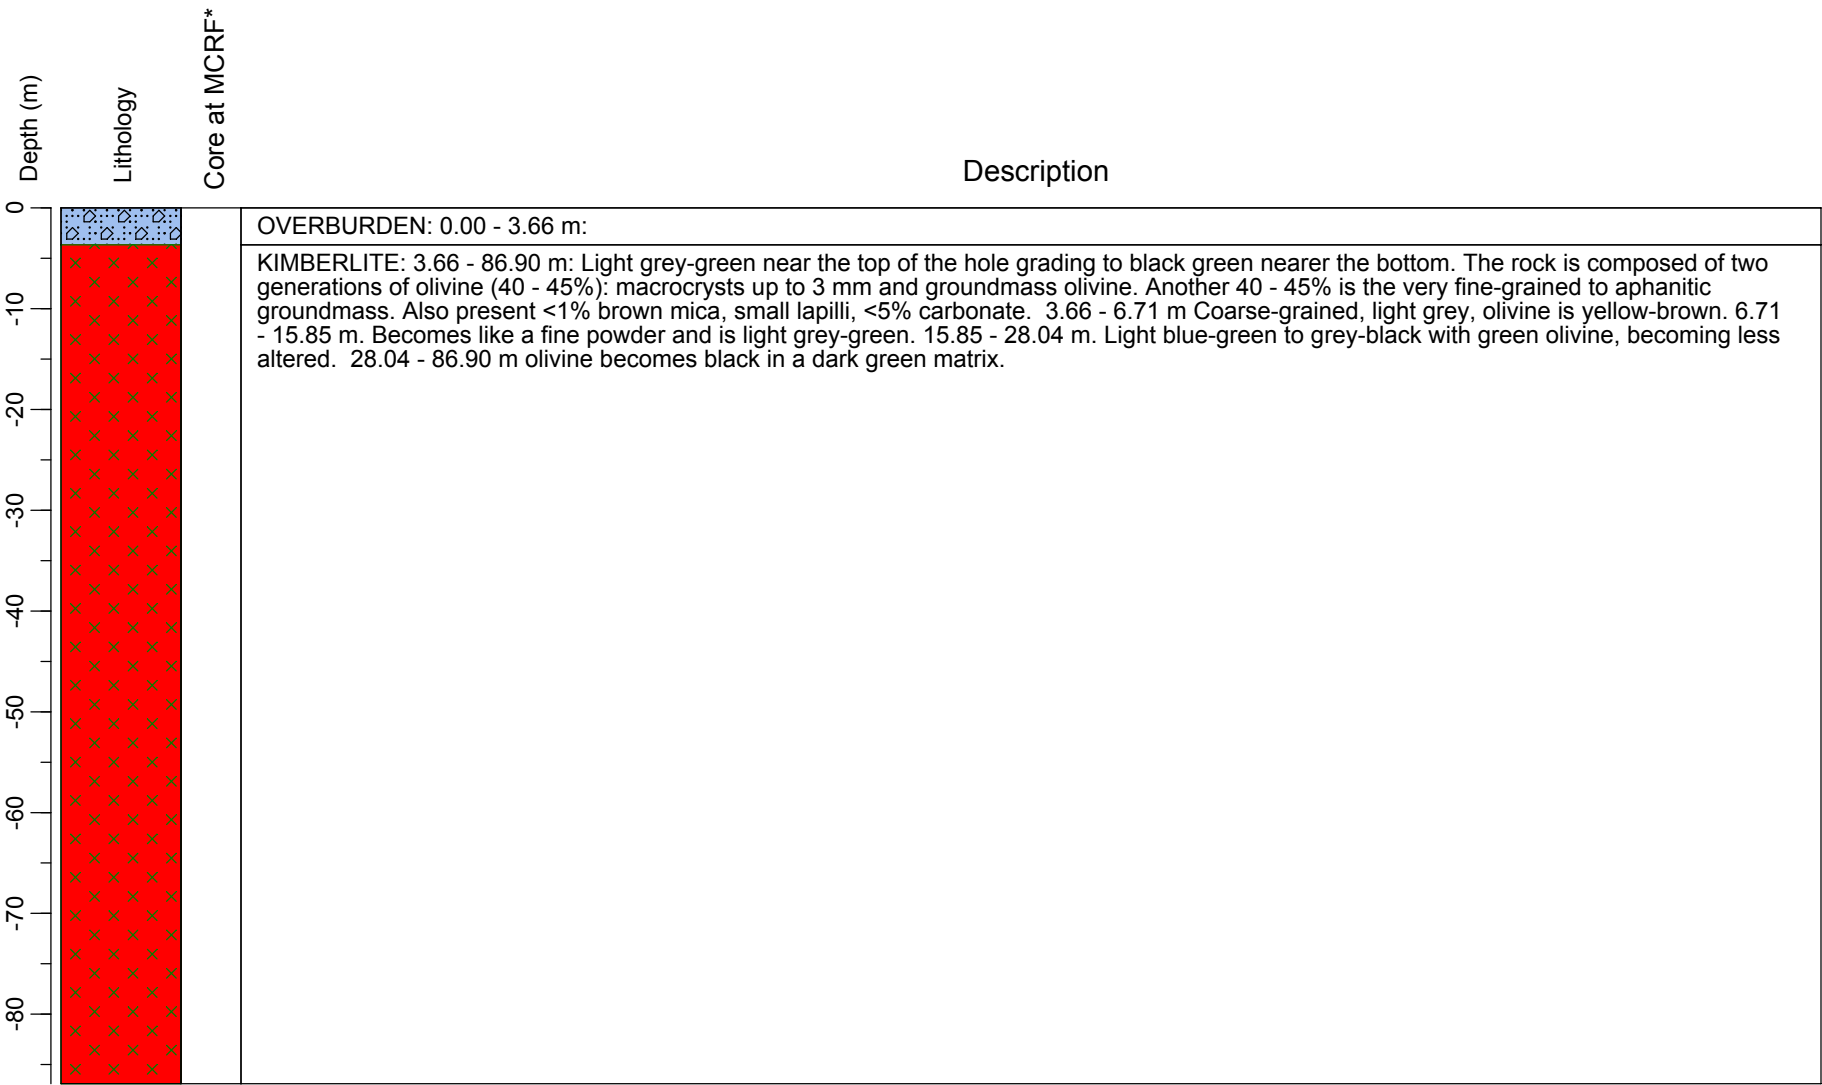 Depth (m)
Lithology
Core at MCRF*
Description
0
OVERBURDEN: 0.00 - 3.66 m:
KIMBERLITE: 3.66 - 86.90 m: Light grey-green near the top of the hole grading to black green nearer the bottom. The rock is composed of two
generations of olivine (40 - 45%): macrocrysts up to 3 mm and groundmass olivine. Another 40 - 45% is the very fine-grained to aphanitic
groundmass. Also present <1% brown mica, small lapilli, <5% carbonate.  3.66 - 6.71 m Coarse-grained, light grey, olivine is yellow-brown. 6.71
- 15.85 m. Becomes like a fine powder and is light grey-green. 15.85 - 28.04 m. Light blue-green to grey-black with green olivine, becoming less
altered.  28.04 - 86.90 m olivine becomes black in a dark green matrix.
-10
-20
-30
-40
-50
-60
-70
-80